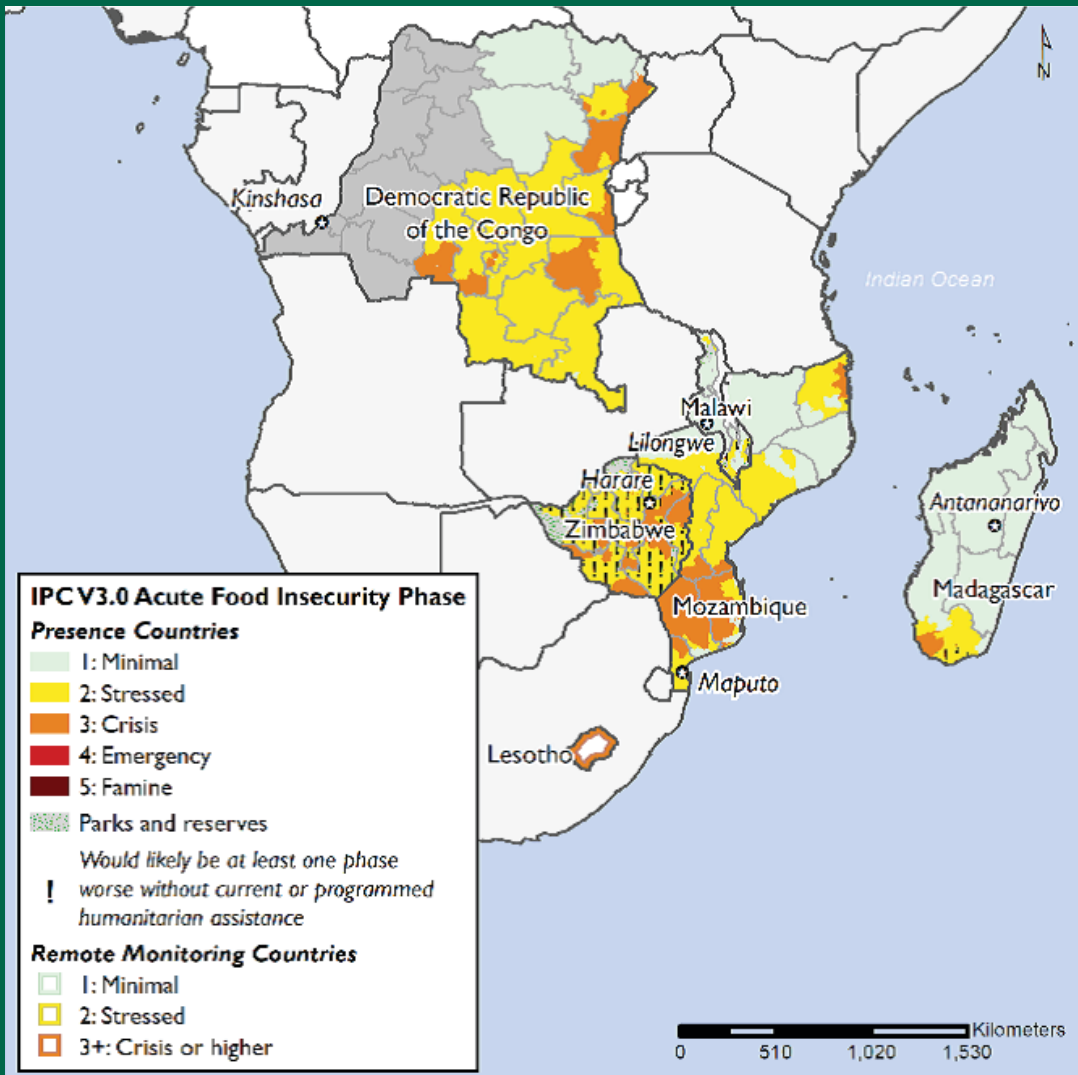 N
Kinshasa
Democratic Republic
of the Congo
Indian Ocean
Malawi
Lilongwe
Harare
Zimbabwe
Antananarivo
Madagascar
Mozambique
Maputo
Lesotho
IPC V3.0 Acute Food Insecurity Phase
Presence Countries
1: Minimal
2: Stressed
3: Crisis
4: Emergency
5: Famine
Parks and reserves
Would likely be at least one phase
! worse without current or programmed
humanitarian assistance
Remote Monitoring Countries
1: Minimal
2: Stressed
3+: Crisis or higher
Kilometers
0 510 1,020 1,530